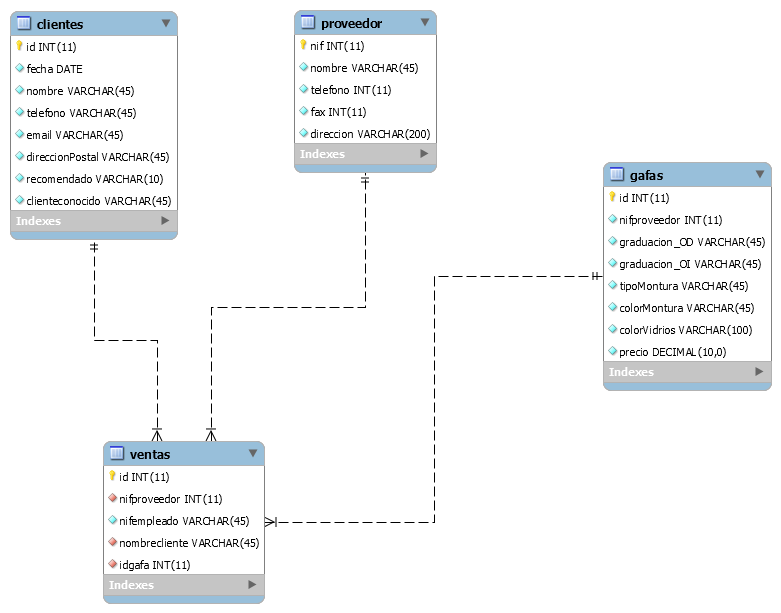 clientes
id INT(11)
fecha DATE
nombre VARCHAR(45)
telefono VARCHAR(45)
email VARCHAR(45)
direccionPostal VARCHAR(45)
recomendado VARCHAR(10)
clienteconocido VARCHAR(45)
Indexes
proveedor
nif INT(11)
nombre VARCHAR(45)
telefono INT(11)
fax INT(11)
direccion VARCHAR(200)
Indexes
gafas
id INT(11)
nifproveedor INT(11)
graduacion_OD VARCHAR(45)
graduacion_OI VARCHAR(45)
tipoMontura VARCHAR(45)
colorMontura VARCHAR(45)
colorVidrios VARCHAR(100)
precio DECIMAL(10,0)
Indexes
ventas
id INT(11)
nifproveedor INT(11)
nifempleado VARCHAR(45)
nombrecliente VARCHAR(45)
idgafa INT(11)
Indexes